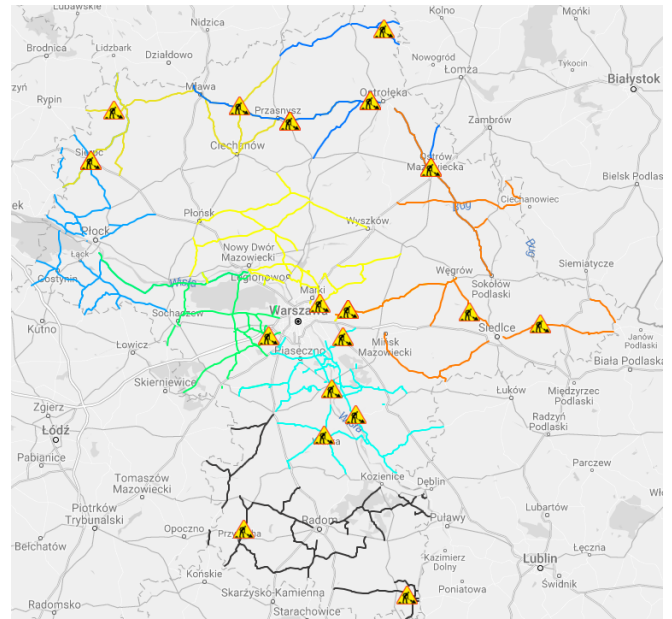 Lubawskie
Nidzica
Kolno
Mońki
Brodnica
Lidzbark
Działdowo
Nowogród
Łomża
Tykocin
Białystok
Rypin
Mława
Ostrołęka
Przasnysz
Zambrów
Ciechanów
Ostrów
Mazowiecka
Ciechanowiec
Bielsk Podlaski
Płońsk
Wyszków
Bug
Płock
Łąck
Nowy Dwór
Mazowiecki
Bug
Siemiatycze
Gostynin
Wisła
Legionowo
Węgrów
Sokołów
Podlaski
Marki
Kutno
Sochaczew
Siedlce
Janów
Podlaski
Łowicz
Piaseczno
Mińsk
Mazowiecki
Biała Podlaska
Skierniewice
Zgierz
Łuków
Międzyrzec
Podlaski
Łódź
Wisła
Radzyń
Podlaski
Pabianice
Kozienice
Dęblin
Parczew
Tomaszów
Mazowiecki
Piotrków
Trybunalski
Opoczno
Radom
Puławy
Lubartów
Bełchatów
Kazimierz
Dolny
Lublin
Łęczna
Końskie
Poniatowa
Świdnik
Radomsko
Skarżysko-Kamienna
Starachowice